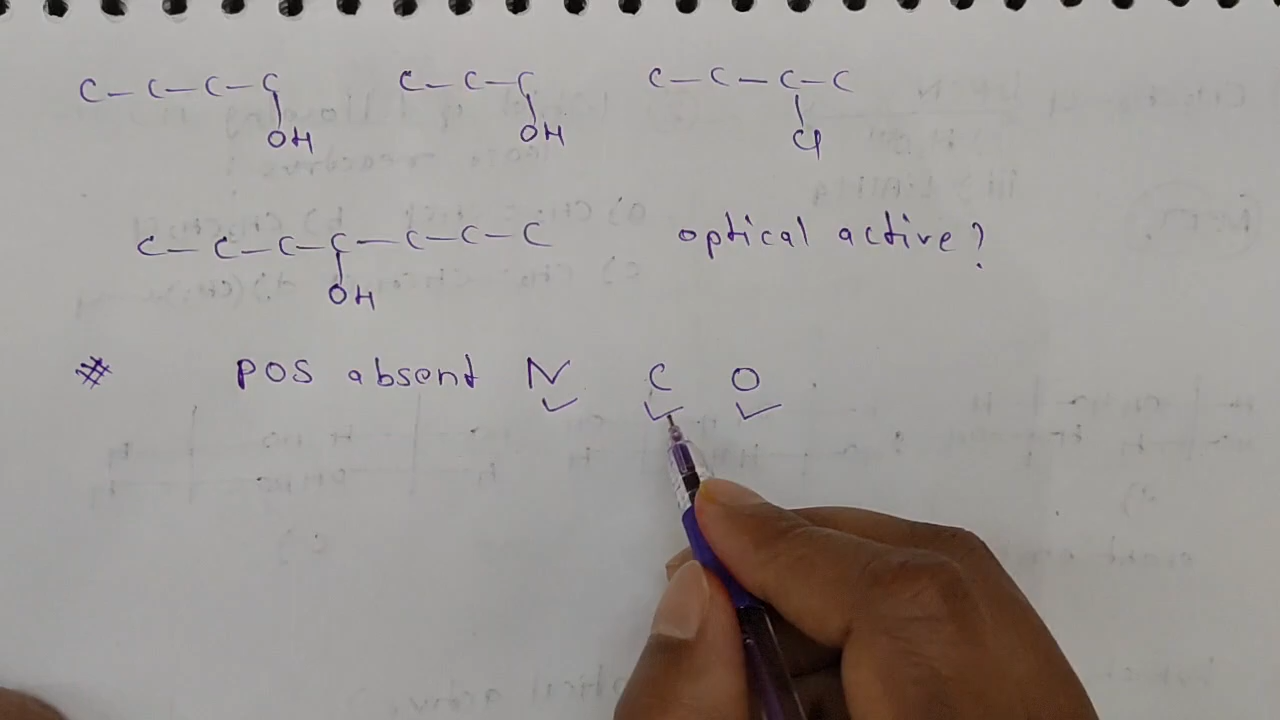 C-C-C-C C-C-C C-C-C-C
OH OH Cl
C-C-C-C-C-C-C optical active?
OH
# POS absent N C O